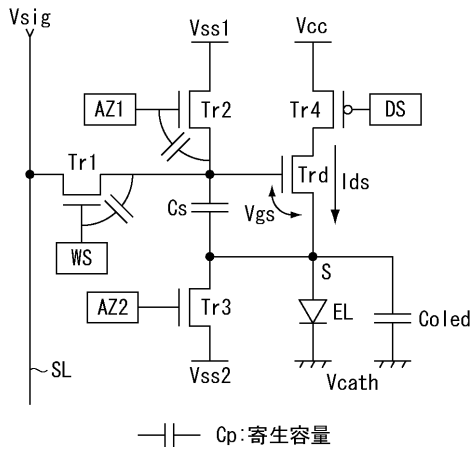 Vsig
Vss1
Vcc
AZ1
Tr2
Tr4
DS
Tr1
Trd
Ids
Cs
Vgs
WS
S
AZ2
Tr3
EL
Coled
SL
Vss2
Vcath
Cp:寄生容量